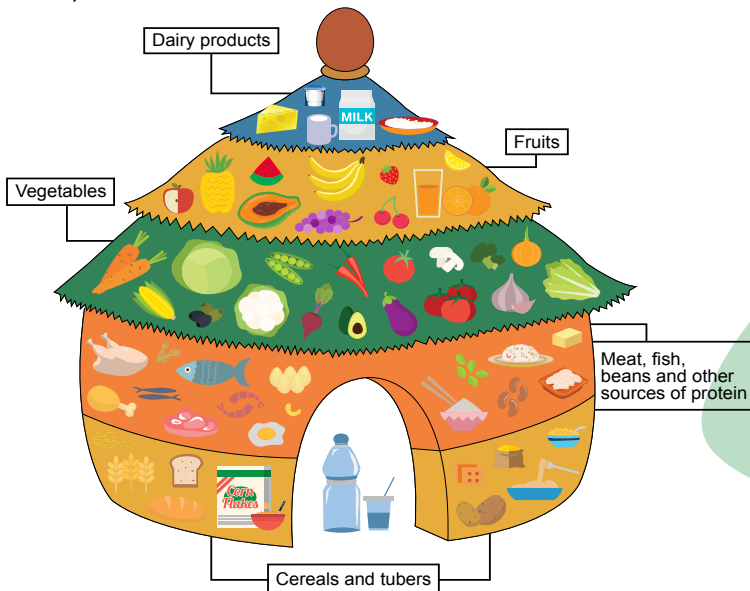 Dairy products
MILK
Fruits
Vegetables
Meat, fish,
beans and other
sources of protein
Corn
Flakes
Cereals and tubers